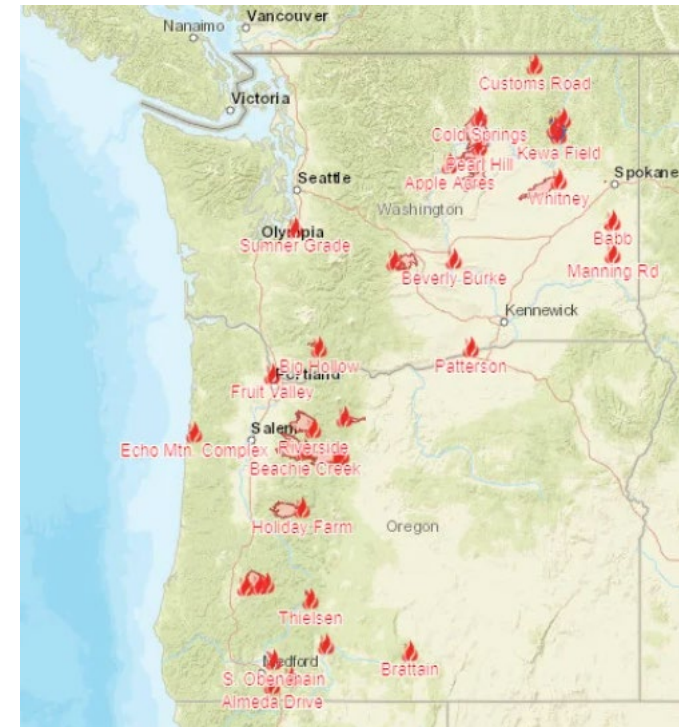 Vancouver
Nanaimo
Customs Road
Victoria
Cold Springs
Kewa Field
Pearl Hill
Apple Acres
Spokane
Seattle
Whitney
Washington
Olympia
Sumner Grade
Babb
Manning Rd
Beverly Burke
Kennewick
Big Hollow
Patterson
Portland
Fruit Valley
Salem
Riverside
Echo Mtn. Complex
Beachie Creek
Holiday Farm
Oregon
Thielsen
Medford
Brattain
S. Obenchain
Almeda Drive